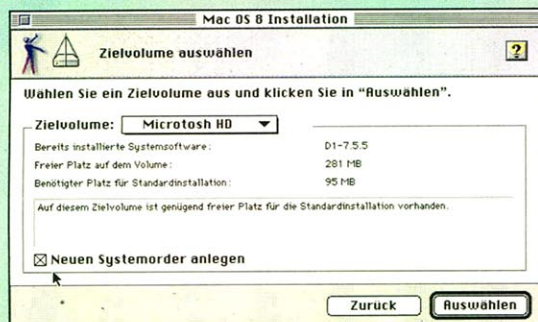 Mac OS 8 Installation
Zielvolume auswählen
?
Wählen Sie ein Zielvolume aus und klicken Sie in “Auswählen”.
Zielvolume: Microtosh HD
Bereits installierte Systemsoftware: D1-7.5.5
Freier Platz auf dem Volume: 281 MB
Benötigter Platz für Standardinstallation: 95 MB
Auf diesem Zielvolume ist genügend freier Platz für die Standardinstallation vorhanden.
Neuen Systemorder anlegen
Zurück Auswählen